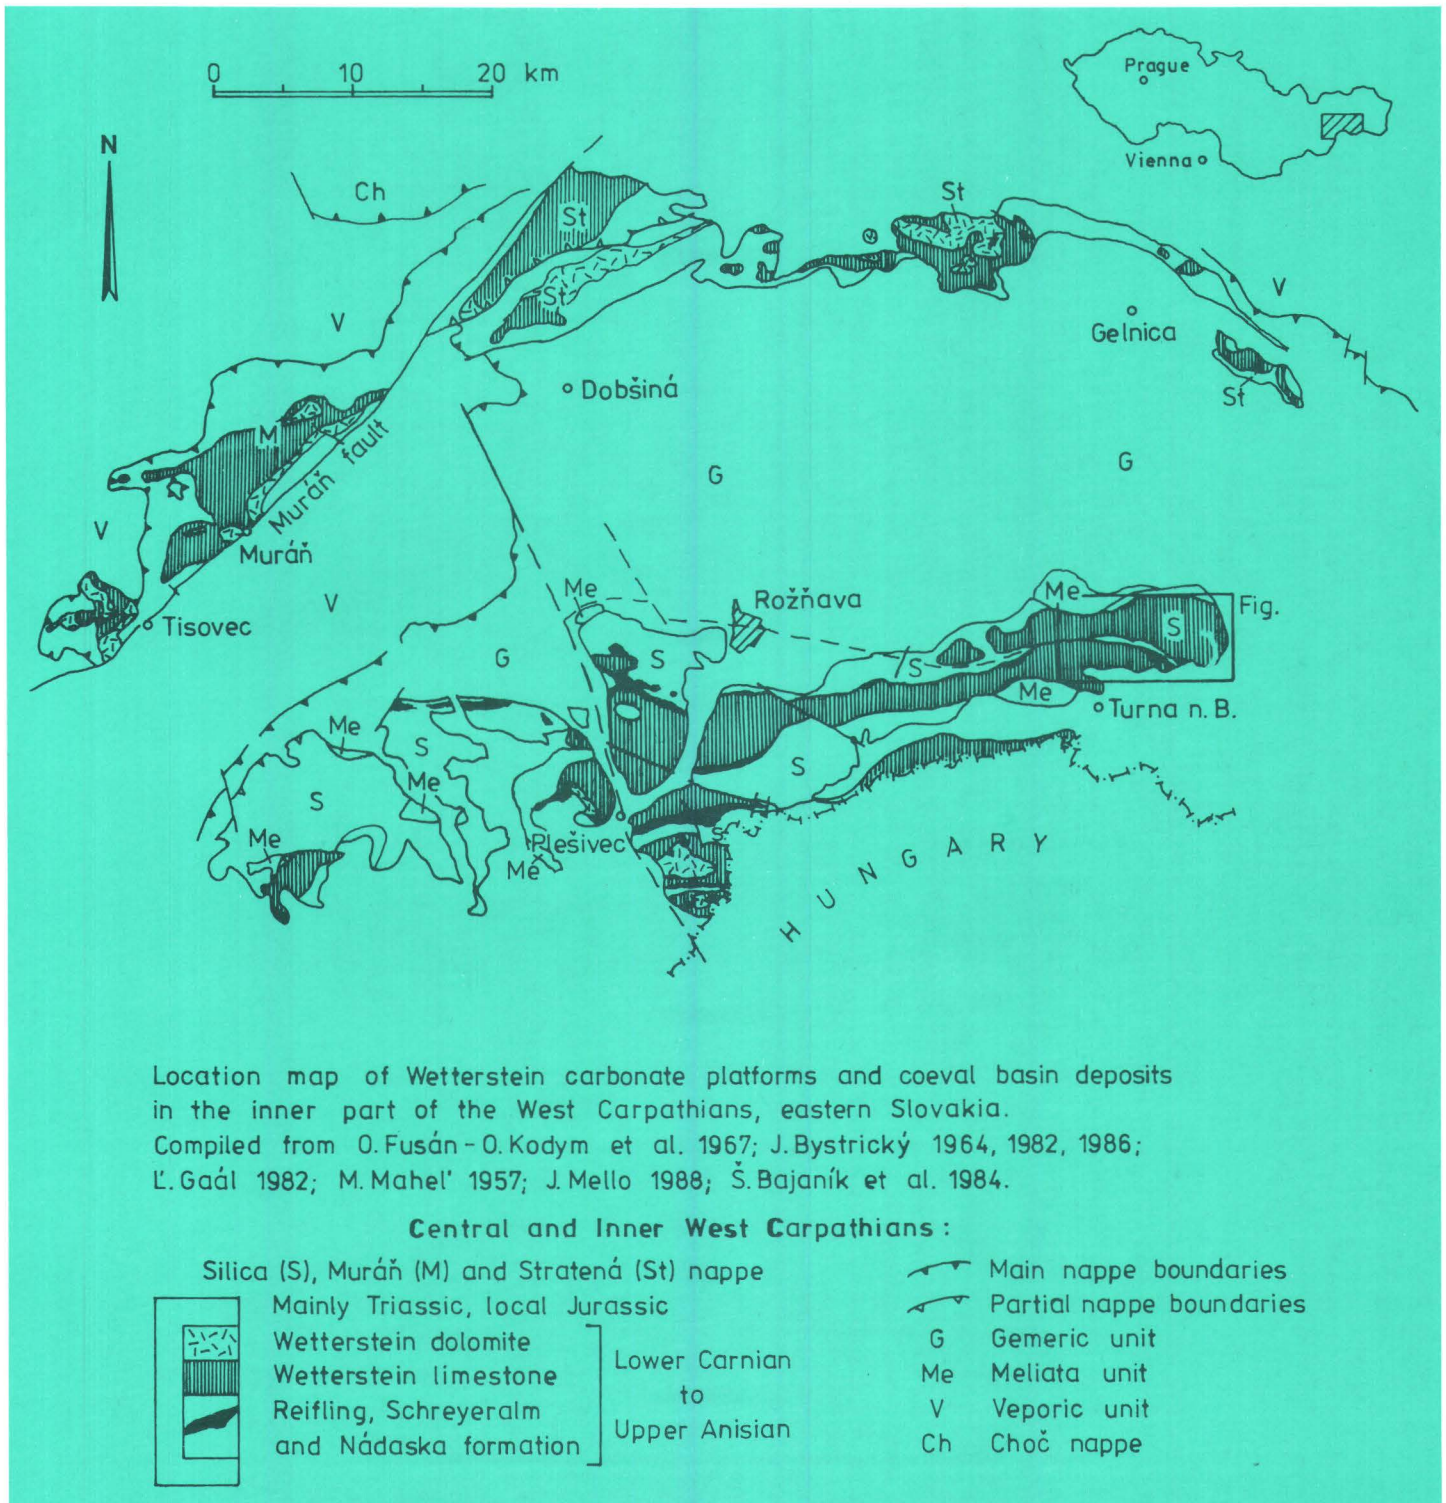 0 10 20 km
Prague
Vienna
N
Ch
St
St
V
St
V
Gelnica
St
Dobšiná
M
Muráň fault
G
G
V
Muráň
Me
Rožňava
Me
Fig.
V
Tisovec
S
S
G
S
Me
Turna n. B.
Me
S
S
Me
S
Me
Plešivec
S
Me
HUNGARY
Location map of Wetterstein carbonate platforms and coeval basin deposits
in the inner part of the West Carpathians, eastern Slovakia.
Compiled from O. Fusán - O. Kodym et al. 1967; J. Bystrický 1964, 1982, 1986;
Ľ. Gaál 1982; M. Maheľ 1957; J. Mello 1988; Š. Bajaník et al. 1984.
Central and Inner West Carpathians :
Silica (S), Muráň (M) and Stratená (St) nappe
Mainly Triassic, local Jurassic
Wetterstein dolomite
Wetterstein limestone
Reifling, Schreyeralm
and Nádaska formation
Lower Carnian
to
Upper Anisian
Main nappe boundaries
Partial nappe boundaries
G Gemeric unit
Me Meliata unit
V Veporic unit
Ch Choč nappe